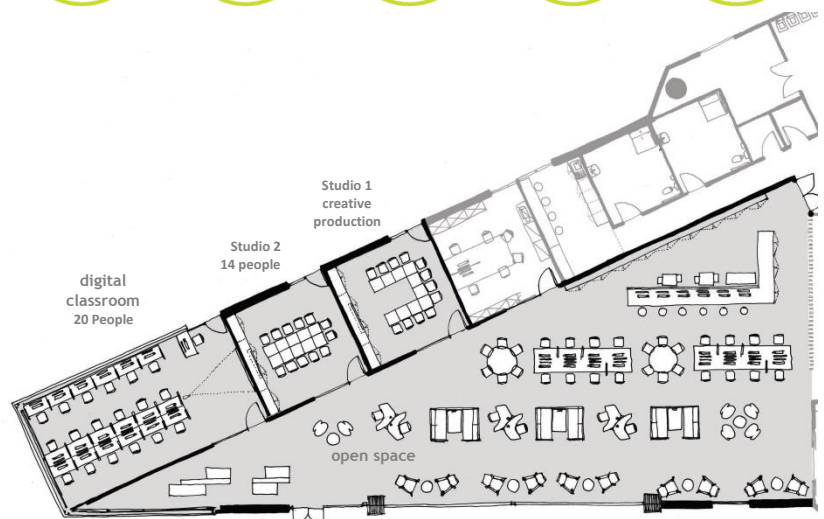 Studio 1
creative
production
Studio 2
14 people
digital
classroom
20 People
open space